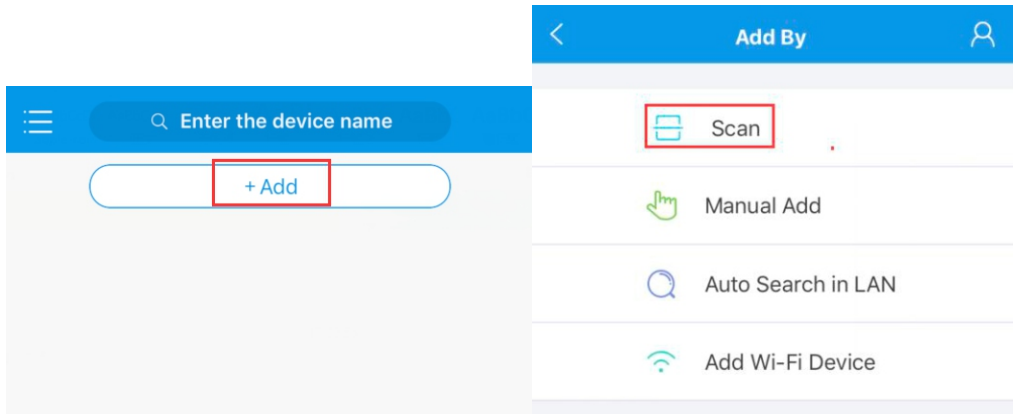 Enter the device name
+ Add
Add By
Scan
Manual Add
Auto Search in LAN
Add Wi-Fi Device